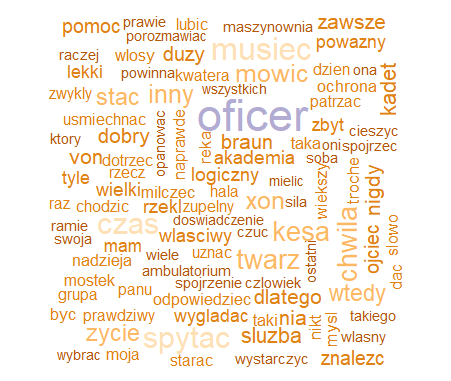 pomoc prawie lubic maszynownia zawsze
porozmawiac
raczej wlosy duzy musiec powazny
lekki powinna kwatera mowic dzien ona
zwykly stac inny wszystkich ochrona kadet
usmiechnac opanowac oficer patrzac
ktory dobry naprawde reka braun zbyt cieszyc
von dotrzec akademia taka oni spojrzec
tyle rzecz logiczny soba
wielki milczec hala mielic wiekszy troche nigdy
raz chodzic rzekl zupelny xon sila
ramie czas doswiadczenie kesa chwila ojciec slowo
swoja mam wlasciwy czuc
nadzieja wiele uznac twarz ostatni dac
mostek ambulatorium
grupa panu spojrzenie czlowiek
odpowiedziec dlatego wtedy
byc prawdziwy wygladac taki nia nikt mysl takiego
zycie spytac sluzba wlasny
wybrac moja starac wystarczyc znalezc